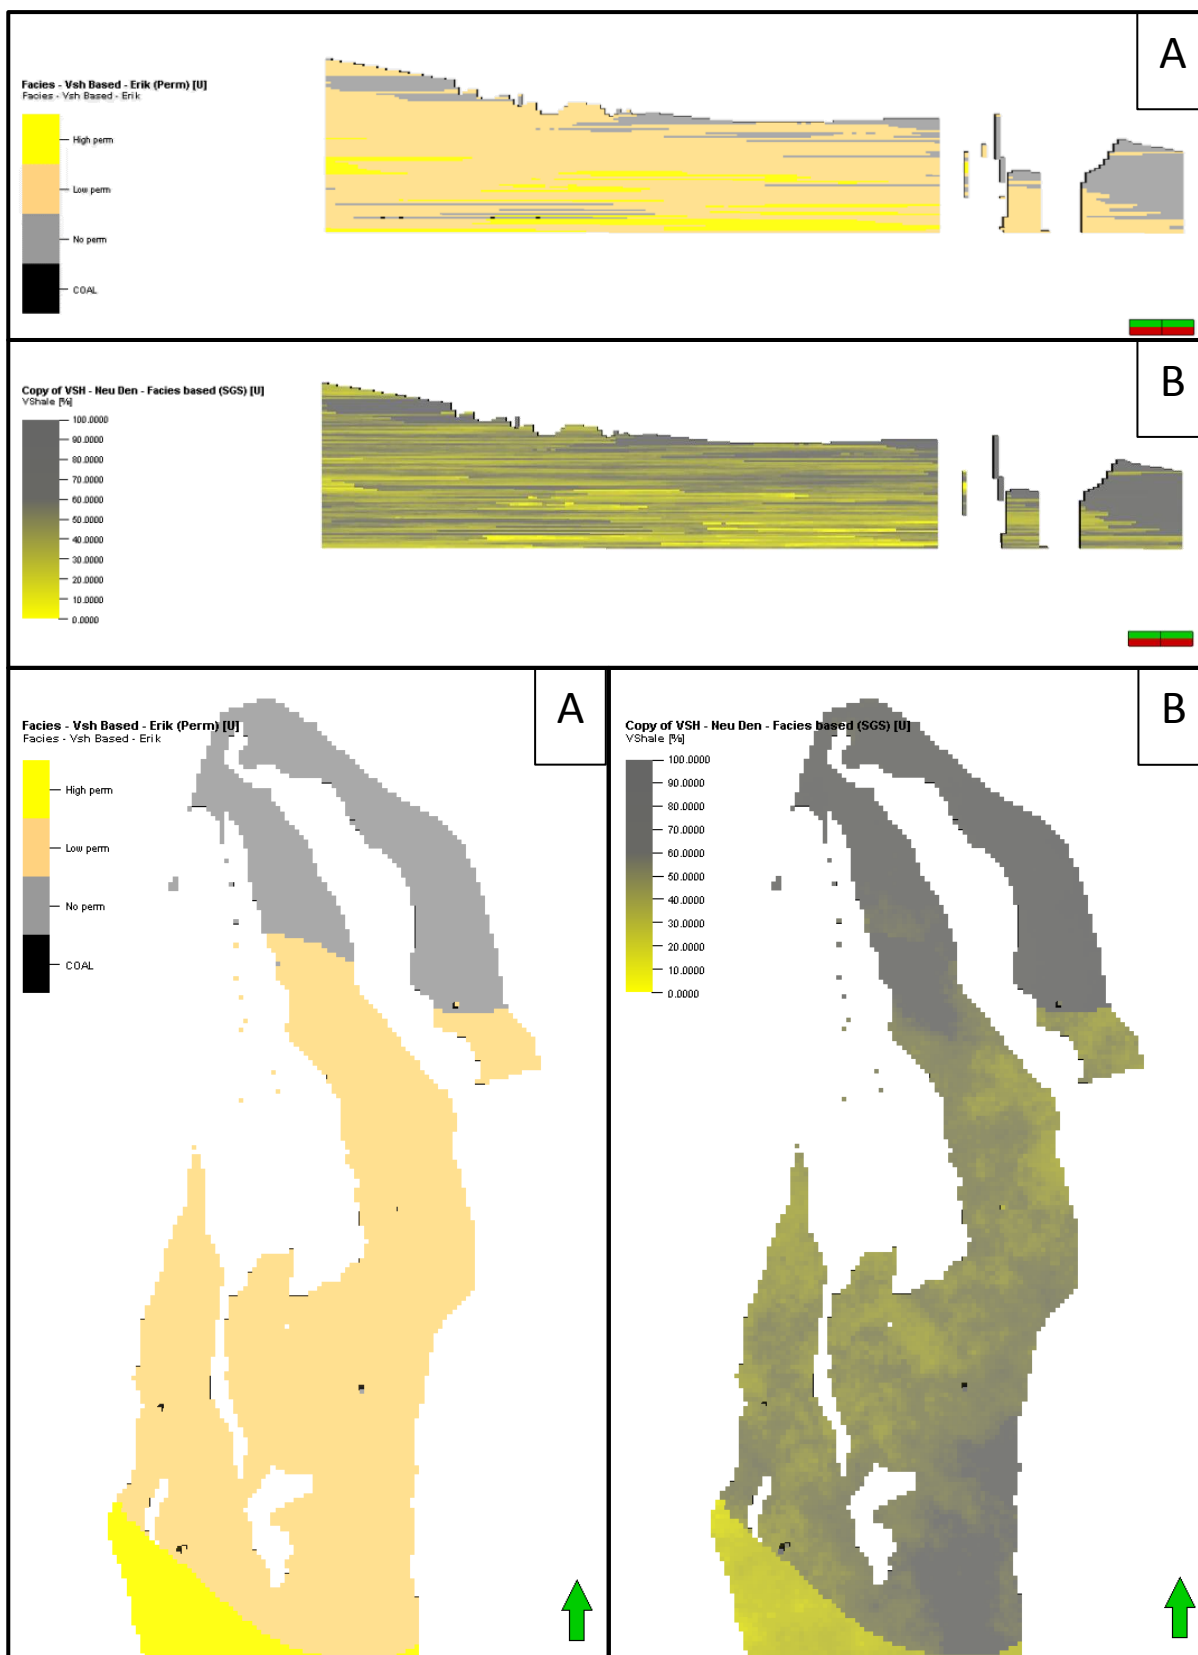 A
Facies - Vsh Based - Erik (Perm) [U]
Facies - Vsh Based - Erik
High perm
Low perm
No perm
COAL
B
Copy of VSH - Neu Den - Facies based (SGS) [U]
VShale [%]
100.0000
90.0000
80.0000
70.0000
60.0000
50.0000
40.0000
30.0000
20.0000
10.0000
0.0000
A
Facies - Vsh Based - Erik (Perm) [U]
Facies - Vsh Based - Erik
High perm
Low perm
No perm
COAL
B
Copy of VSH - Neu Den - Facies based (SGS) [U]
VShale [%]
100.0000
90.0000
80.0000
70.0000
60.0000
50.0000
40.0000
30.0000
20.0000
10.0000
0.0000